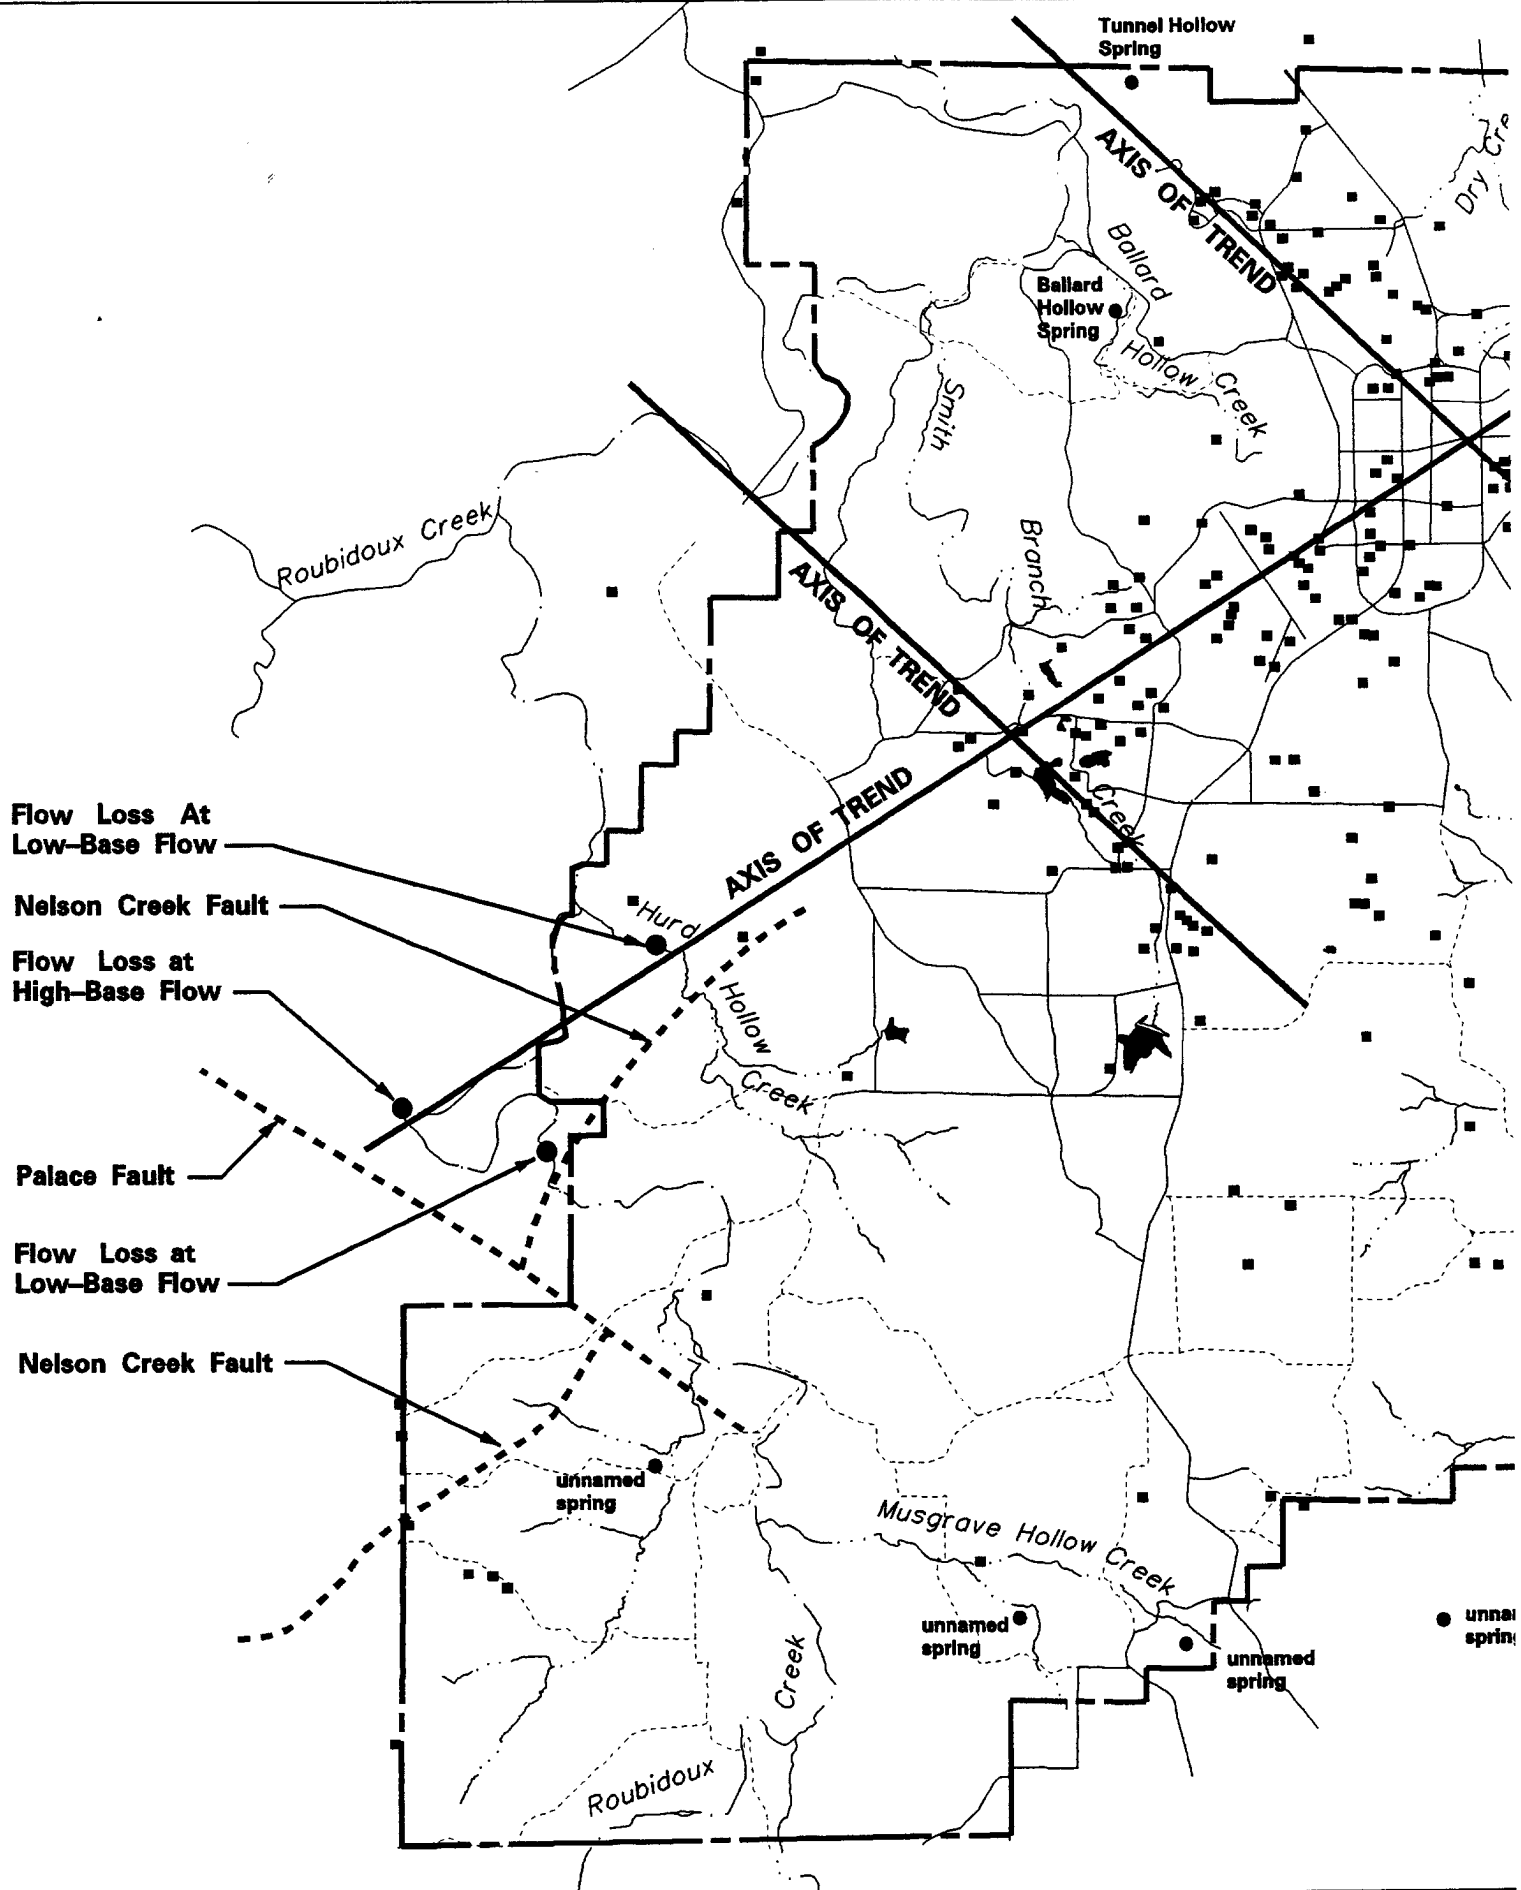 Tunnel Hollow
Spring
AXIS OF TREND
Dry
Ballard
Hollow
Creek
Ballard
Hollow
Spring
Smith
Branch
Creek
Roubidoux Creek
AXIS OF TREND
AXIS OF TREND
Flow Loss At
Low–Base Flow
Nelson Creek Fault
Flow Loss at
High–Base Flow
Hurd
Hollow
Creek
Palace Fault
Flow Loss at
Low–Base Flow
Nelson Creek Fault
unnamed
spring
Musgrave Hollow Creek
unnamed
spring
unnamed
spring
Roubidoux
Creek